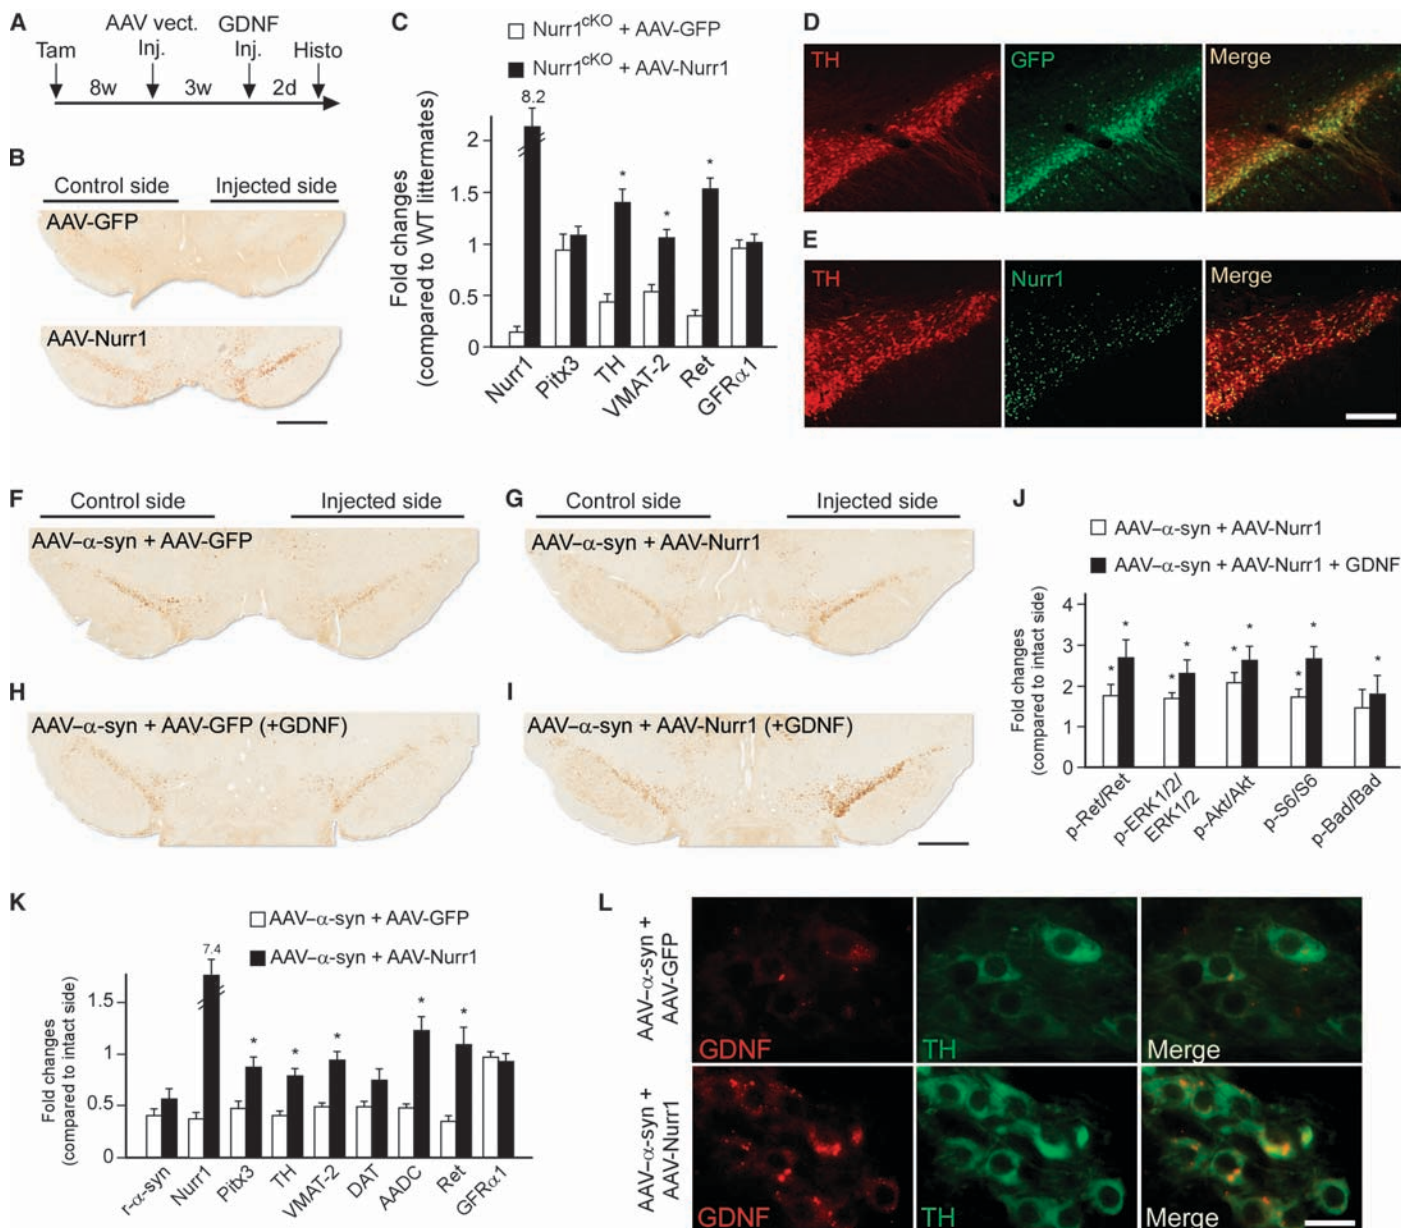 A
AAV vect. GDNF
Tam Inj. Inj. Histo
8w 3w 2d
B
Control side Injected side
AAV-GFP
AAV-Nurr1
C
Nurr1cKO + AAV-GFP
Nurr1cKO + AAV-Nurr1
8.2
Fold changes
(compared to WT littermates)
2
1.5
1
0.5
0
Nurr1
Pitx3
TH
VMAT-2
Ret
GFRα1
* * *
D
TH GFP Merge
E
TH Nurr1 Merge
F
Control side Injected side
AAV–α-syn + AAV-GFP
G
Control side Injected side
AAV–α-syn + AAV-Nurr1
H
AAV–α-syn + AAV-GFP (+GDNF)
I
AAV–α-syn + AAV-Nurr1 (+GDNF)
J
AAV–α-syn + AAV-Nurr1
AAV–α-syn + AAV-Nurr1 + GDNF
Fold changes
(compared to intact side)
4
3
2
1
0
* * * * * * * * *
p-Ret/Ret
p-ERK1/2/
ERK1/2
p-Akt/Akt
p-S6/S6
p-Bad/Bad
K
AAV–α-syn + AAV-GFP
AAV–α-syn + AAV-Nurr1
7.4
Fold changes
(compared to intact side)
1.5
1
0.5
0
* * * * *
r-α-syn
Nurr1
Pitx3
TH
VMAT-2
DAT
AADC
Ret
GFRα1
L
AAV–α-syn +
AAV-GFP
GDNF TH Merge
AAV–α-syn +
AAV-Nurr1
GDNF TH Merge